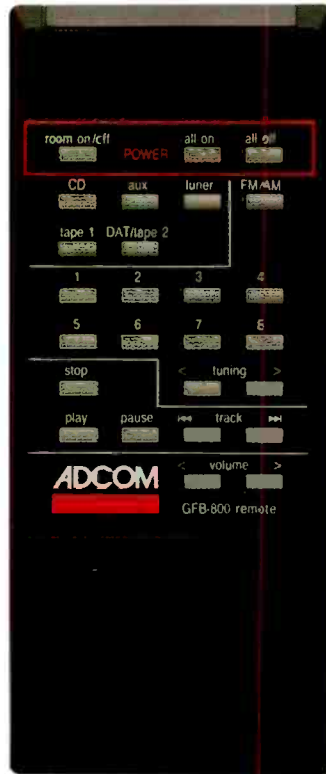 room on/off POWER all on all off
CD aux tuner FM/AM
tape 1 DAT/tape 2
1 2 3 4
5 6 7 8
stop < tuning >
play pause ⏮ track ⏭
ADCOM < volume >
GFB-800 remote